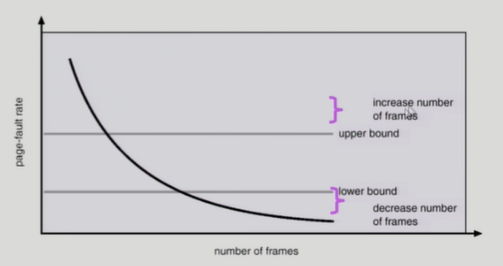 page-fault rate
increase number
of frames
upper bound
lower bound
decrease number
of frames
number of frames